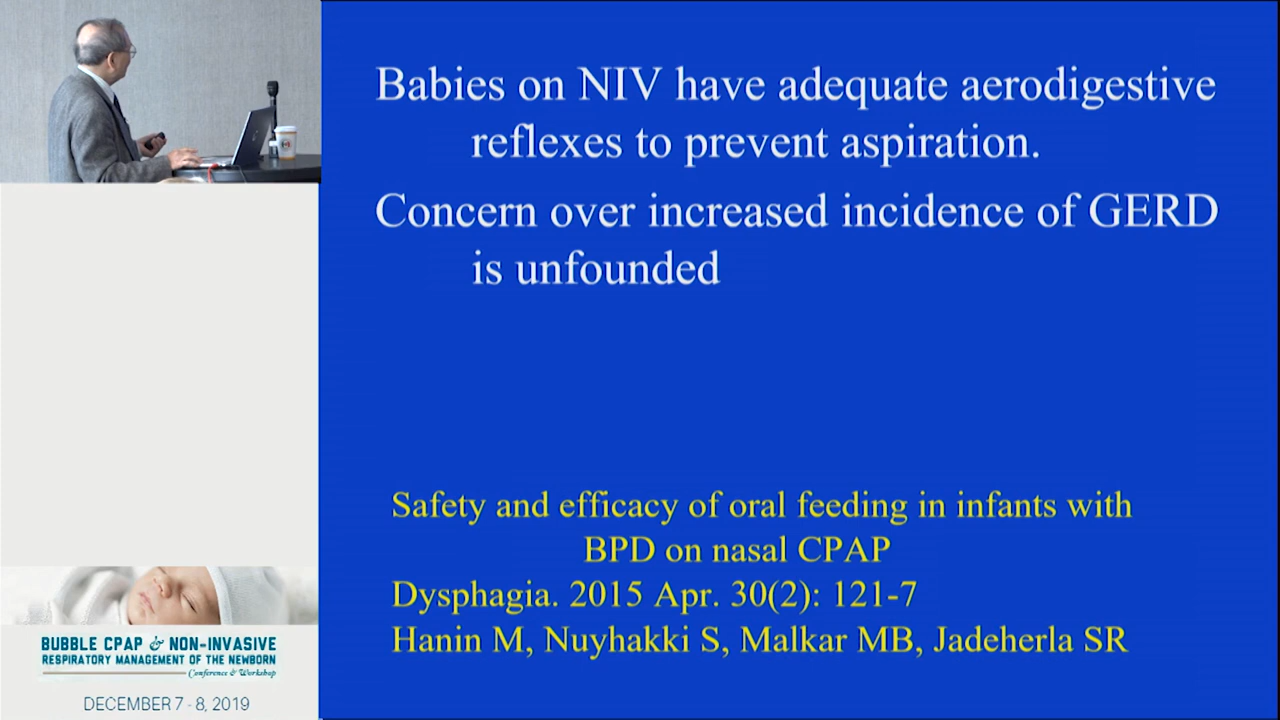 Babies on NIV have adequate aerodigestive
reflexes to prevent aspiration.
Concern over increased incidence of GERD
is unfounded
Safety and efficacy of oral feeding in infants with
BPD on nasal CPAP
Dysphagia. 2015 Apr. 30(2): 121-7
Hanin M, Nuyhakki S, Malkar MB, Jadeherla SR
BUBBLE CPAP & NON-INVASIVE
RESPIRATORY MANAGEMENT OF THE NEWBORN
Conference & Workshop
DECEMBER 7 - 8, 2019